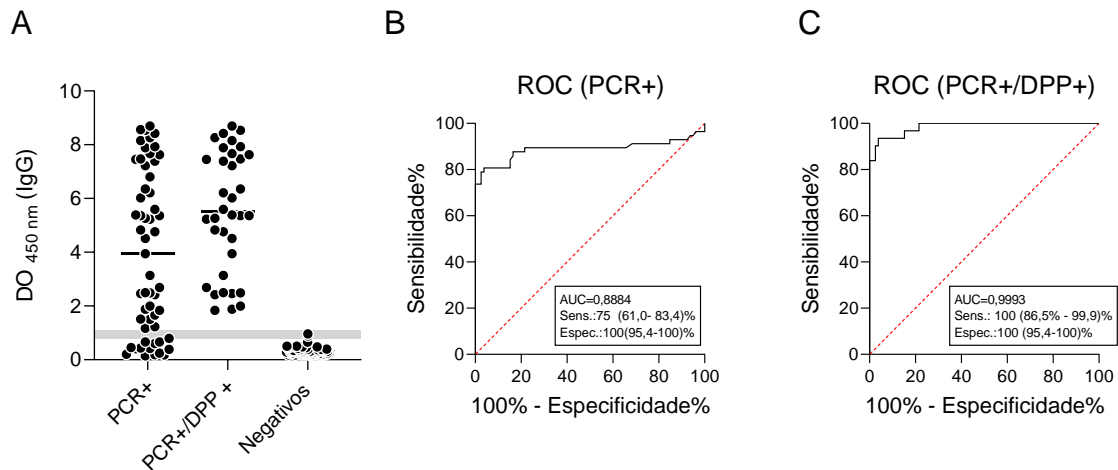 A
B
C
DO 450 nm (IgG)
10
8
6
4
2
0
PCR+
PCR+/DPP +
Negativos
ROC (PCR+)
Sensibilidade%
100
80
60
40
20
0
AUC=0,8884
Sens.:75 (61,0- 83,4)%
Espec.:100(95,4-100)%
0 20 40 60 80 100
100% - Especificidade%
ROC (PCR+/DPP+)
Sensibilidade%
100
80
60
40
20
0
AUC=0,9993
Sens.: 100 (86,5% - 99,9)%
Espec.:100 (95,4-100)%
0 20 40 60 80 100
100% - Especificidade%